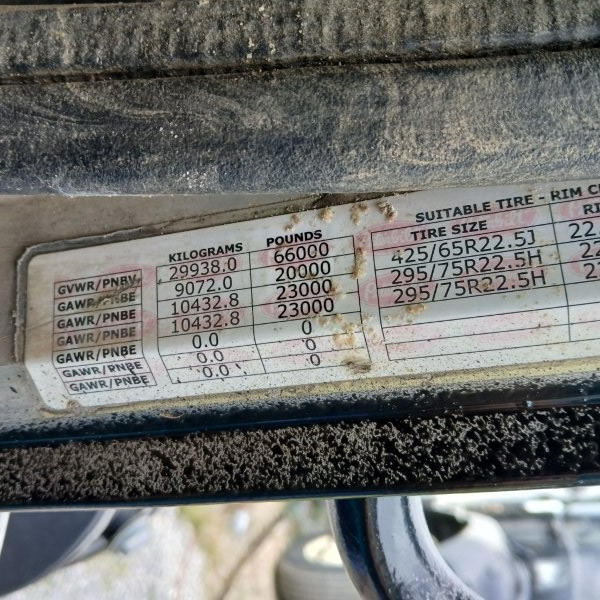 SUITABLE TIRE - RIM C
KILOGRAMS POUNDS TIRE SIZE
GVWR/PNBV 29938.0 66000 425/65R22.5J 22.
GAWR/PNBE 9072.0 20000 295/75R22.5H 22
GAWR/PNBE 10432.8 23000 295/75R22.5H
GAWR/PNBE 10432.8 23000
GAWR/PNBE 0.0 0
GAWR/PNBE 0.0 0
GAWR/PNBE 0.0 0